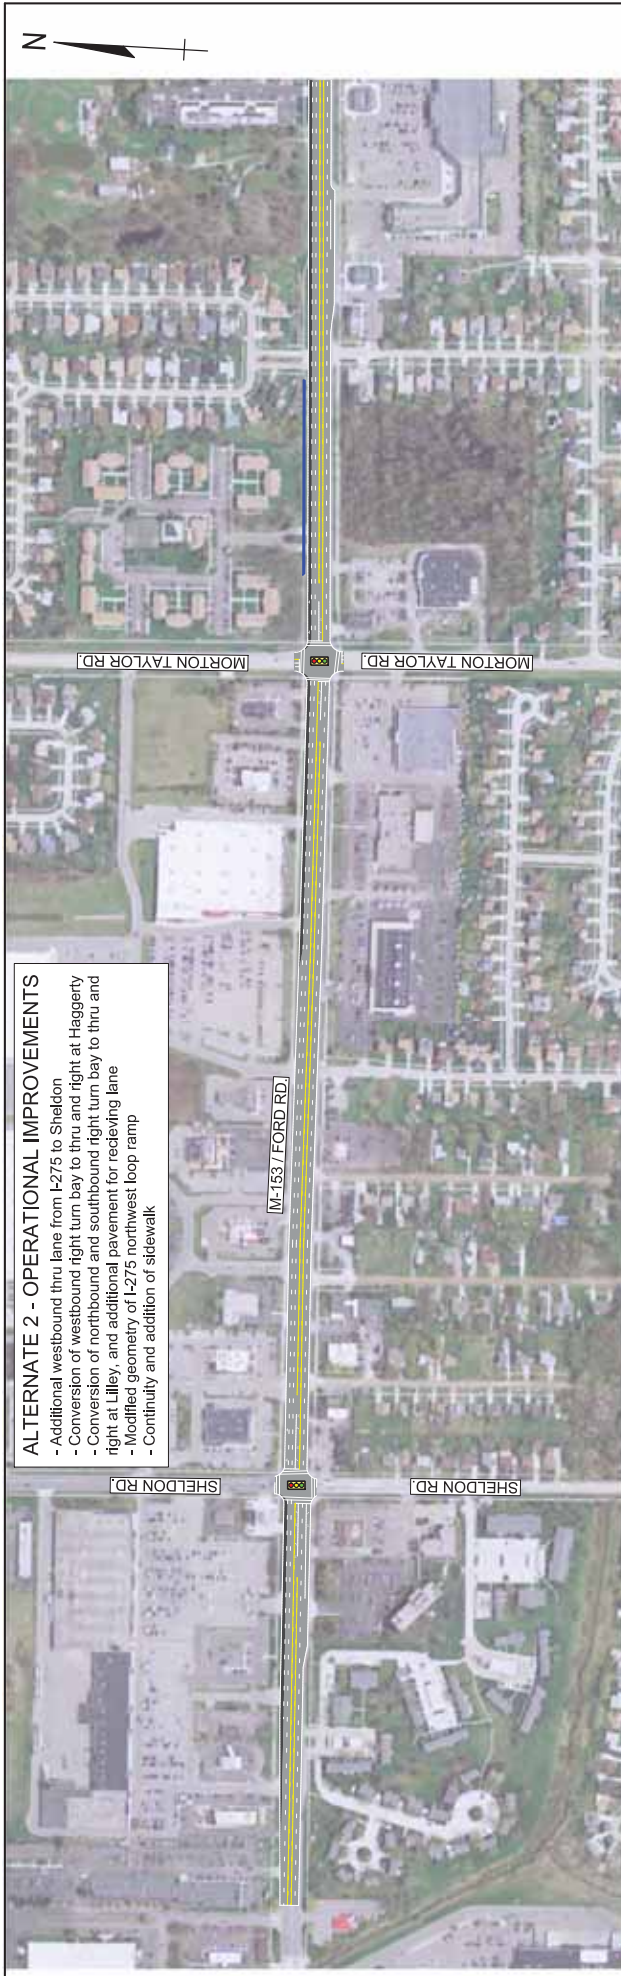 N
ALTERNATE 2 - OPERATIONAL IMPROVEMENTS
- Additional westbound thru lane from I-275 to Sheldon
- Conversion of westbound right turn bay to thru and right at Haggerty
- Conversion of northbound and southbound right turn bay to thru and
right at Lilley, and additional pavement for recieving lane
- Modified geometry of I-275 northwest loop ramp
- Continuity and addition of sidewalk
SHELDON RD.
SHELDON RD.
M-153 / FORD RD.
MORTON TAYLOR RD.
MORTON TAYLOR RD.